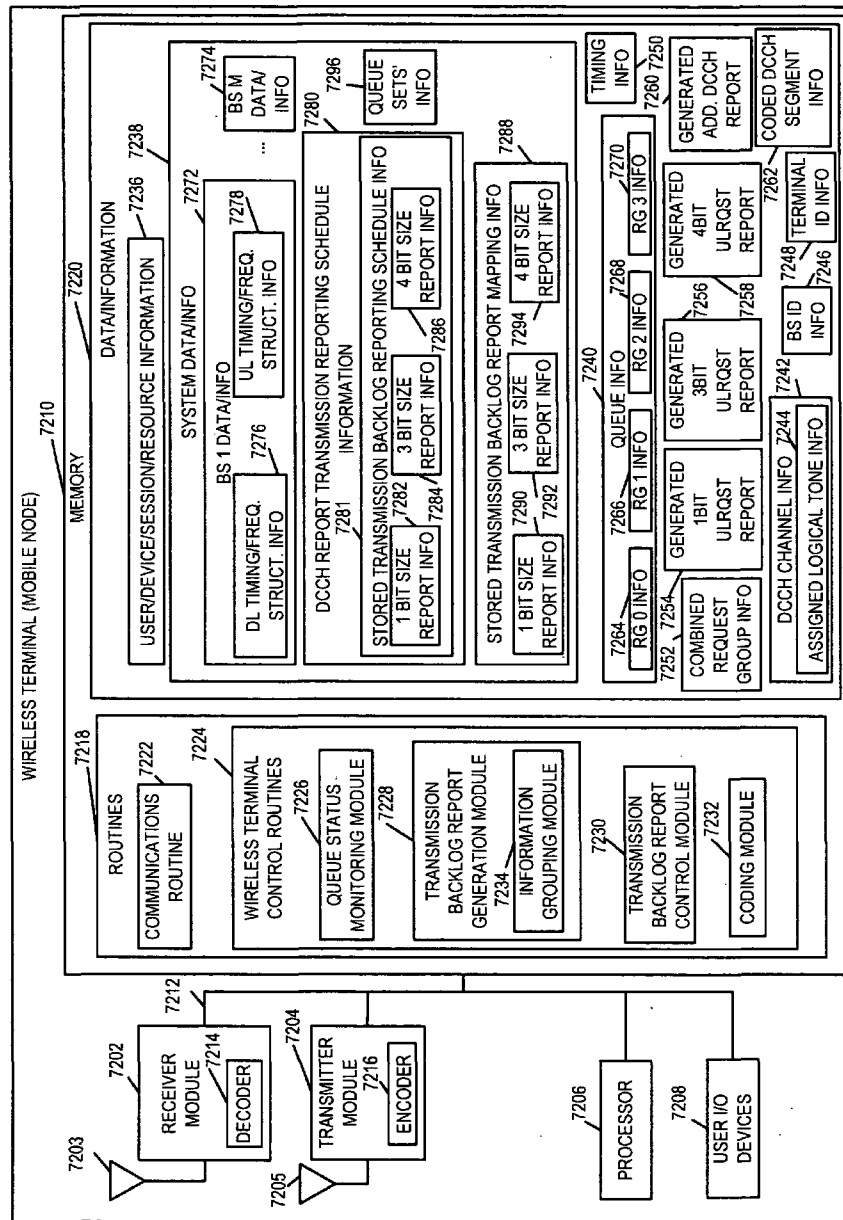 WIRELESS TERMINAL (MOBILE NODE)
7203
7202
RECEIVER
MODULE
7214
DECODER
7212
7205
7204
TRANSMITTER
MODULE
7216
ENCODER
7206
PROCESSOR
7208
USER I/O
DEVICES
7210
MEMORY
7218
ROUTINES
7222
COMMUNICATIONS
ROUTINE
7224
WIRELESS TERMINAL
CONTROL ROUTINES
7226
QUEUE STATUS
MONITORING MODULE
7228
TRANSMISSION
BACKLOG REPORT
GENERATION MODULE
7234
INFORMATION
GROUPING MODULE
7230
TRANSMISSION
BACKLOG REPORT
CONTROL MODULE
7232
CODING MODULE
7220
DATA/INFORMATION
7236
USER/DEVICE/SESSION/RESOURCE INFORMATION
7238
SYSTEM DATA/INFO
7272
BS 1 DATA/INFO
7276
DL TIMING/FREQ.
STRUCT. INFO
7278
UL TIMING/FREQ.
STRUCT. INFO
...
7274
BS M
DATA/
INFO
7280
DCCH REPORT TRANSMISSION REPORTING SCHEDULE
INFORMATION
7281
STORED TRANSMISSION BACKLOG REPORTING SCHEDULE INFO
7282
1 BIT SIZE
REPORT INFO
7284
3 BIT SIZE
REPORT INFO
7286
4 BIT SIZE
REPORT INFO
7296
QUEUE
SETS'
INFO
7288
STORED TRANSMISSION BACKLOG REPORT MAPPING INFO
7290
1 BIT SIZE
REPORT INFO
7292
3 BIT SIZE
REPORT INFO
7294
4 BIT SIZE
REPORT INFO
7240
QUEUE INFO
7264
RG 0 INFO
7266
RG 1 INFO
7268
RG 2 INFO
7270
RG 3 INFO
TIMING
INFO
7250
7252
COMBINED
REQUEST
GROUP INFO
7254
GENERATED
1BIT
ULRQST
REPORT
7256
GENERATED
3BIT
ULRQST
REPORT
7258
GENERATED
4BIT
ULRQST
REPORT
7260
GENERATED
ADD. DCCH
REPORT
7262
CODED DCCH
SEGMENT
INFO
7242
DCCH CHANNEL INFO
7244
ASSIGNED LOGICAL TONE INFO
7246
BS ID
INFO
7248
TERMINAL
ID INFO